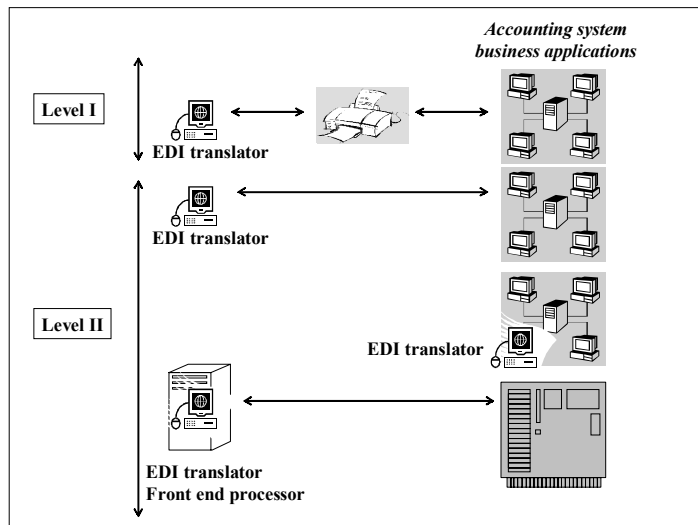 Accounting system
business applications
Level I
EDI translator
EDI translator
Level II
EDI translator
EDI translator
Front end processor